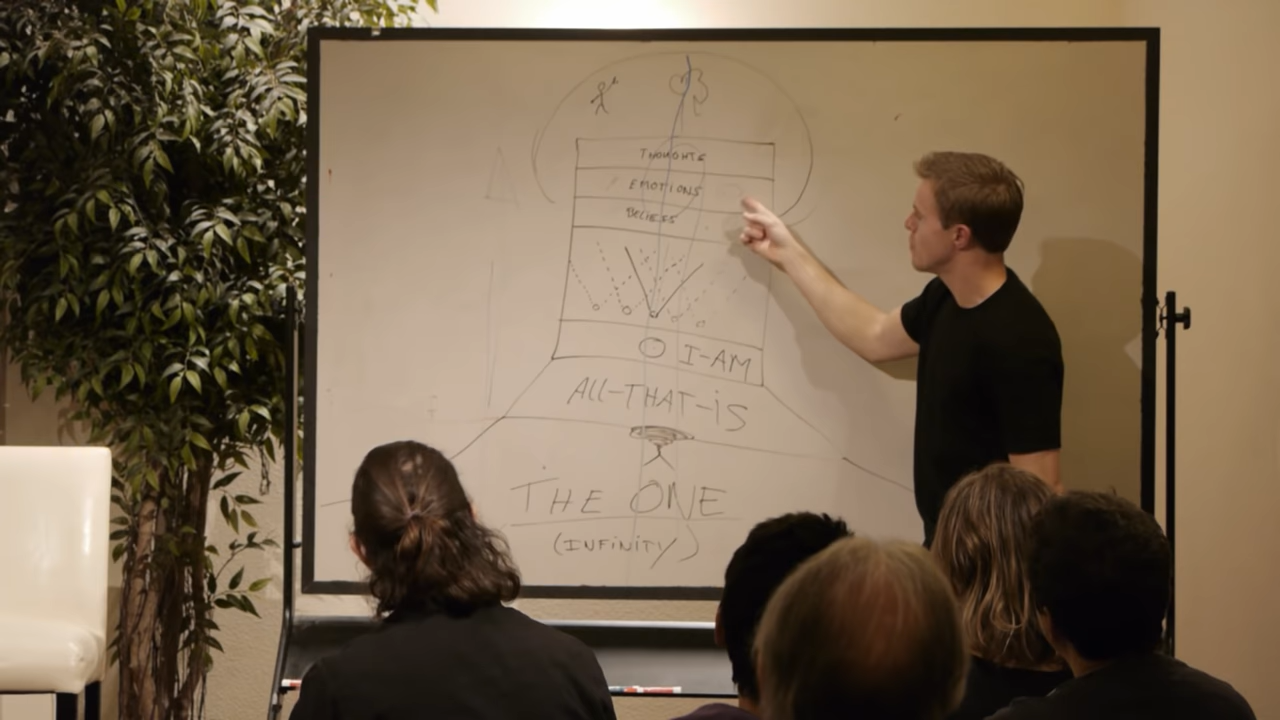 THOUGHTS
EMOTIONS
BELIEFS
I-AM
ALL-THAT-iS
THE ONE
(INFINITY)